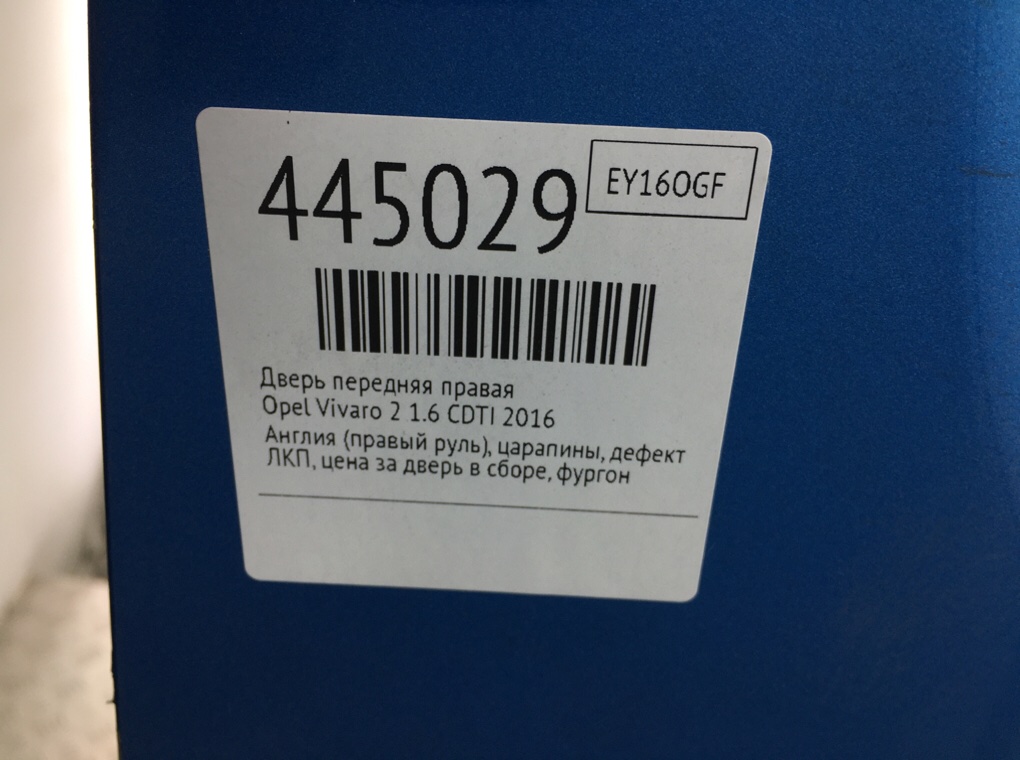 445029
EY16OGF
Дверь передняя правая
Opel Vivaro 2 1.6 CDTI 2016
Англия (правый руль), царапины, дефект
ЛКП, цена за дверь в сборе, фургон